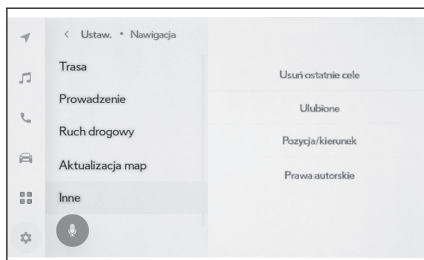 < Ustaw. • Nawigacja
Trasa
Prowadzenie
Ruch drogowy
Aktualizacja map
Inne
Usuń ostatnie cele
Ulubione
Pozycja/kierunek
Prawa autorskie